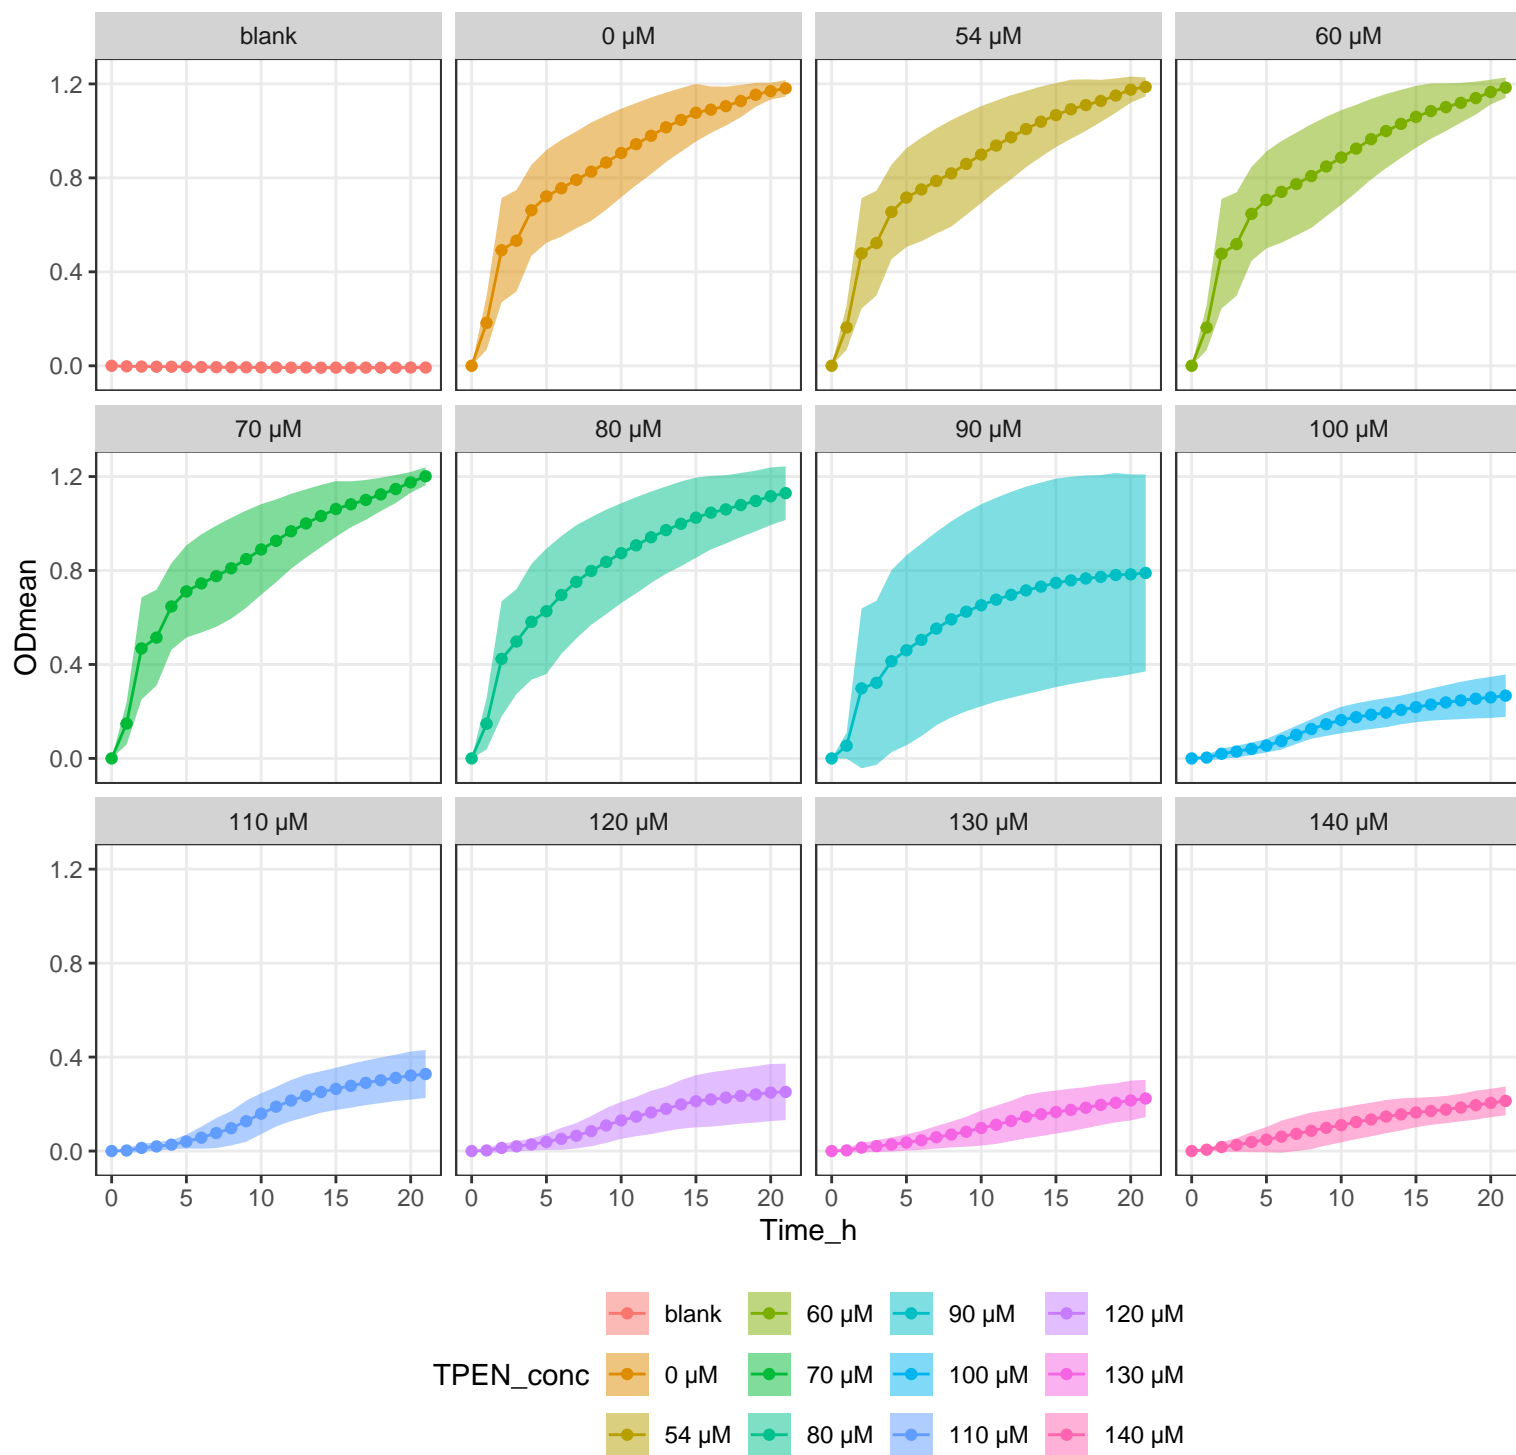 blank 0 µM 54 µM 60 µM
1.2
0.8
0.4
0.0
70 µM 80 µM 90 µM 100 µM
1.2
0.8
0.4
0.0
ODmean
110 µM 120 µM 130 µM 140 µM
1.2
0.8
0.4
0.0
0 5 10 15 20 0 5 10 15 20 0 5 10 15 20 0 5 10 15 20
Time_h
TPEN_conc
blank 60 µM 90 µM 120 µM
0 µM 70 µM 100 µM 130 µM
54 µM 80 µM 110 µM 140 µM